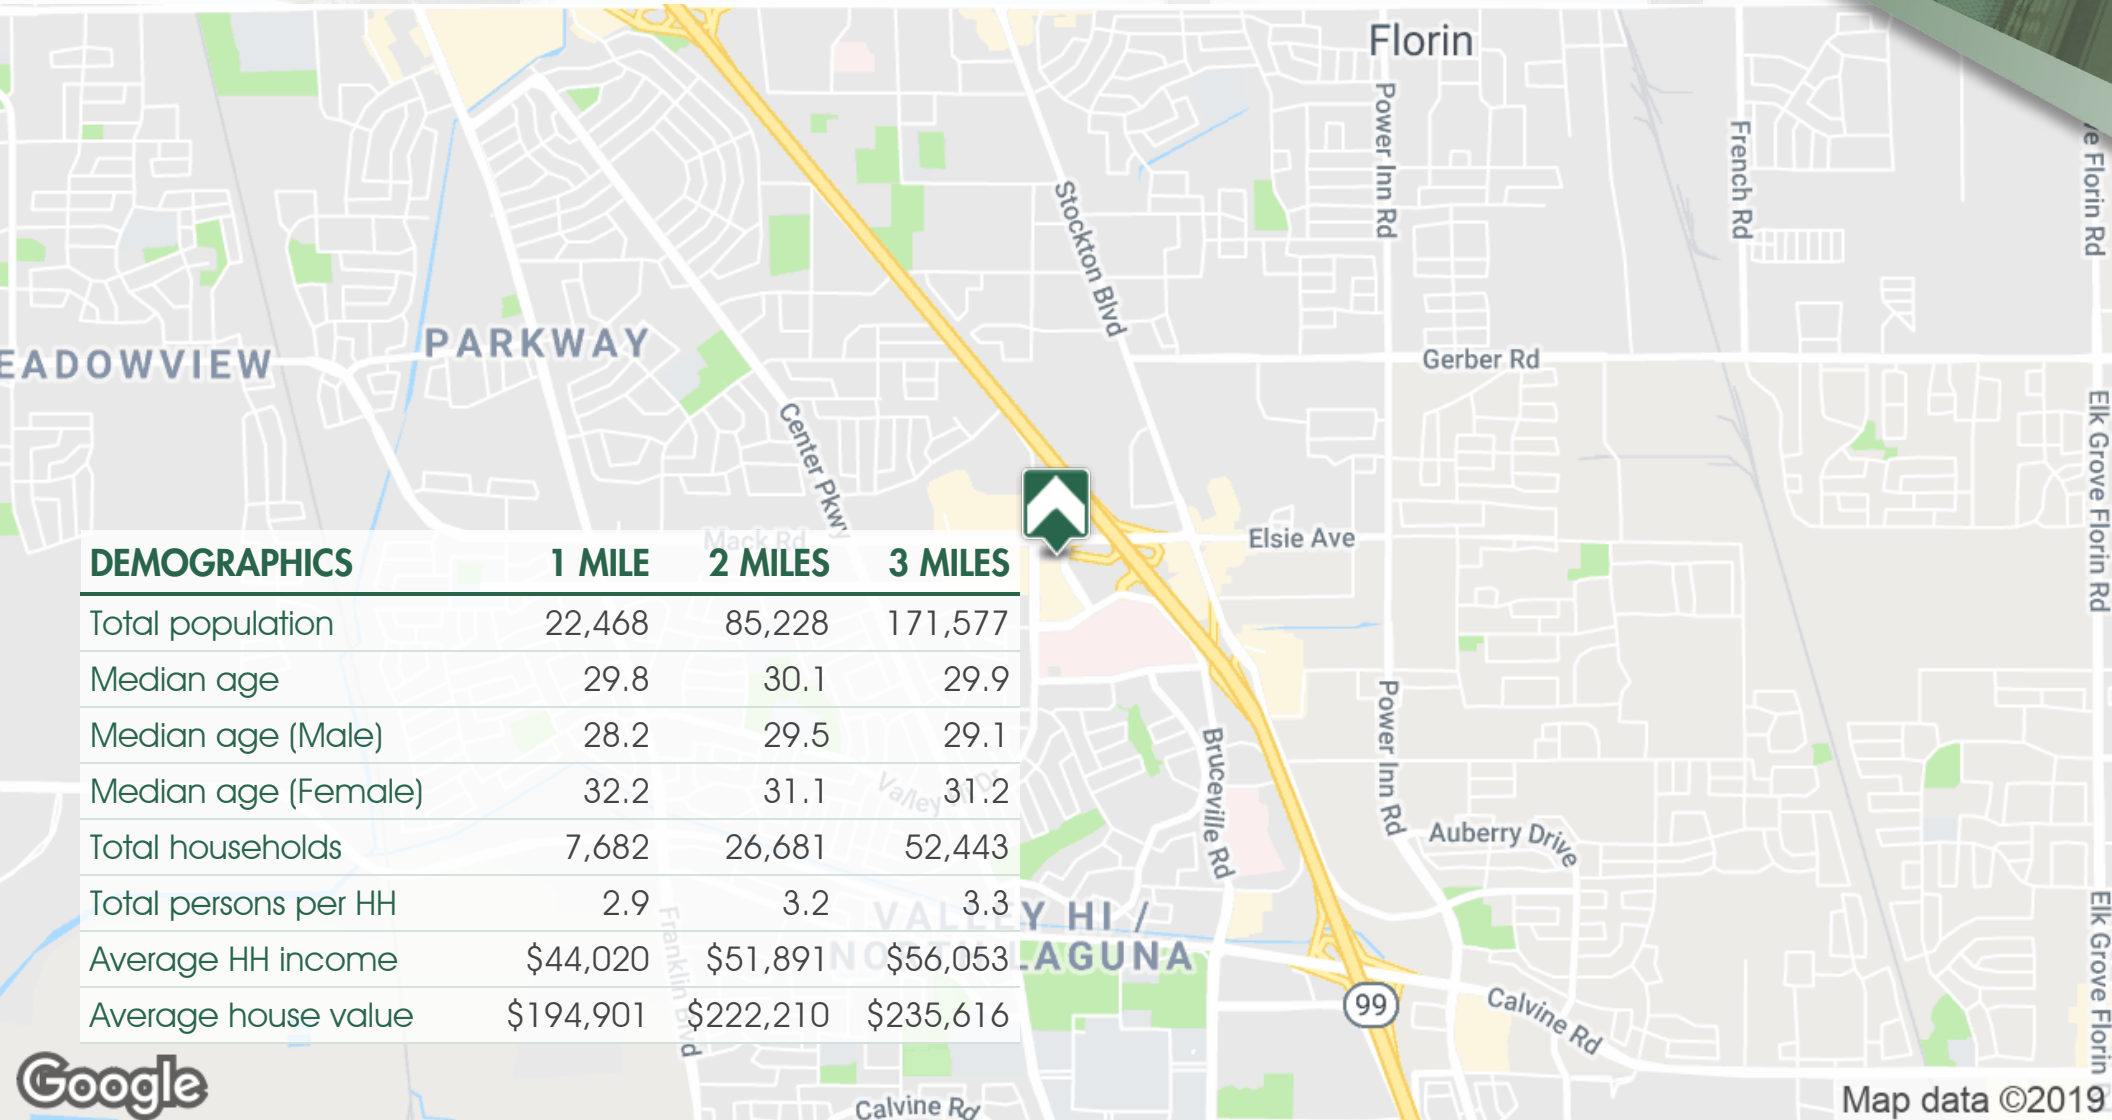 Florin
Power Inn Rd
French Rd
Florin Rd
Stockton Blvd
PARKWAY
EADOWVIEW
Gerber Rd
Center Pkwy
Elk Grove Florin Rd
Mack Rd
Elsie Ave
DEMOGRAPHICS 1 MILE 2 MILES 3 MILES
Total population 22,468 85,228 171,577
Median age 29.8 30.1 29.9
Median age (Male) 28.2 29.5 29.1
Median age (Female) 32.2 31.1 31.2
Total households 7,682 26,681 52,443
Total persons per HH 2.9 3.2 3.3
Average HH income $44,020 $51,891 $56,053
Average house value $194,901 $222,210 $235,616
Valley Hi Dr
Power Inn Rd
Bruceville Rd
Auberry Drive
Franklin Blvd
VALLEY HI /
NORTH LAGUNA
99
Calvine Rd
Elk Grove Florin
Calvine Rd
Google
Map data ©2019